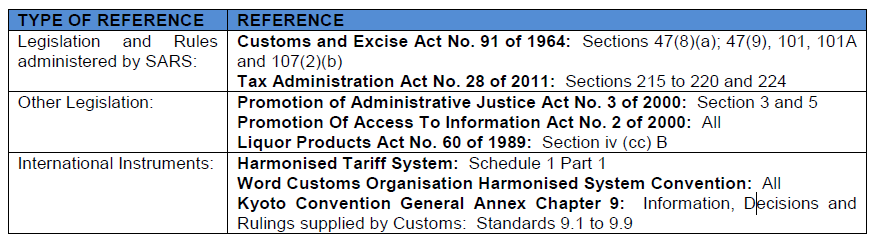 TYPE OF REFERENCE REFERENCE
Legislation and Rules administered by SARS: Customs and Excise Act No. 91 of 1964: Sections 47(8)(a); 47(9), 101, 101A
and 107(2)(b)
Tax Administration Act No. 28 of 2011: Sections 215 to 220 and 224
Other Legislation: Promotion of Administrative Justice Act No. 3 of 2000: Section 3 and 5
Promotion Of Access To Information Act No. 2 of 2000: All
Liquor Products Act No. 60 of 1989: Section iv (cc) B
International Instruments: Harmonised Tariff System: Schedule 1 Part 1
Word Customs Organisation Harmonised System Convention: All
Kyoto Convention General Annex Chapter 9: Information, Decisions and
Rulings supplied by Customs: Standards 9.1 to 9.9